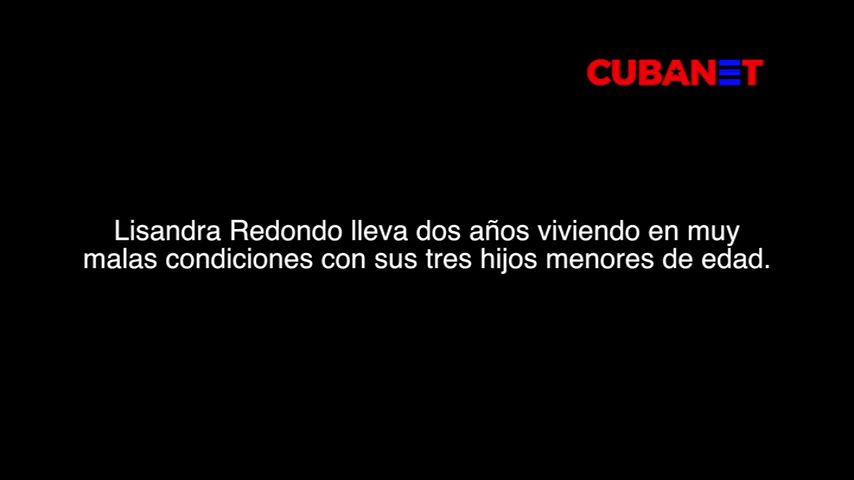 CUBANET
Lisandra Redondo lleva dos años viviendo en muy
malas condiciones con sus tres hijos menores de edad.